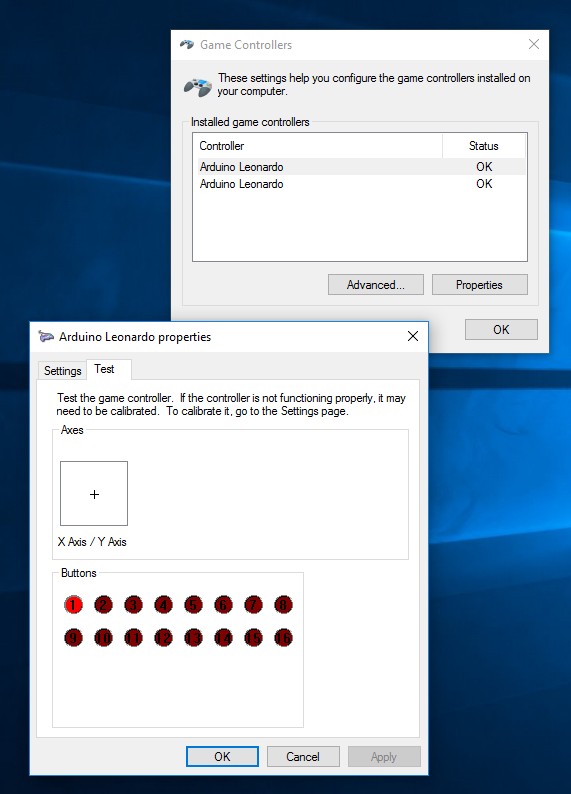 Game Controllers
These settings help you configure the game controllers installed on
your computer.
Installed game controllers
Controller Status
Arduino Leonardo OK
Arduino Leonardo OK
Advanced... Properties
OK
Arduino Leonardo properties
Settings Test
Test the game controller. If the controller is not functioning properly, it may
need to be calibrated. To calibrate it, go to the Settings page.
Axes
X Axis / Y Axis
Buttons
1 2 3 4 5 6 7 8
9 10 11 12 13 14 15 16
OK Cancel Apply